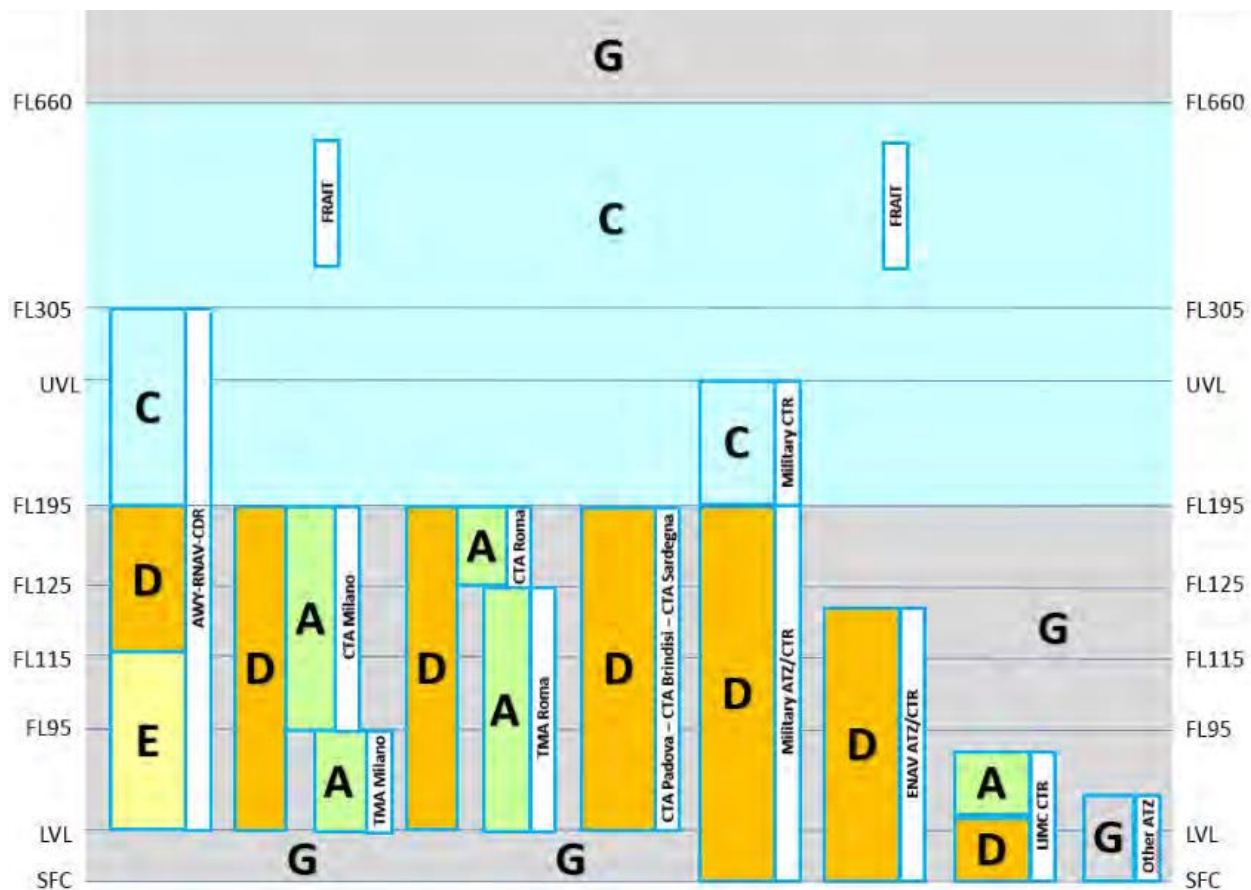 G
FL660
FL660
FRAIT
C
FRAIT
FL305
FL305
UVL
UVL
C
C
Military CTR
FL195
FL195
AWY-RNAV-CDR
D
A
CTA Milano
A
CTA Roma
CTA Padova – CTA Brindisi – CTA Sardegna
FL125
FL125
D
A
TMA Roma
D
D
Military ATZ/CTR
G
FL115
FL115
D
D
ENAV ATZ/CTR
E
FL95
FL95
A
TMA Milano
A
D
LIMC CTR
G
Other ATZ
LVL
LVL
G
G
SFC
SFC